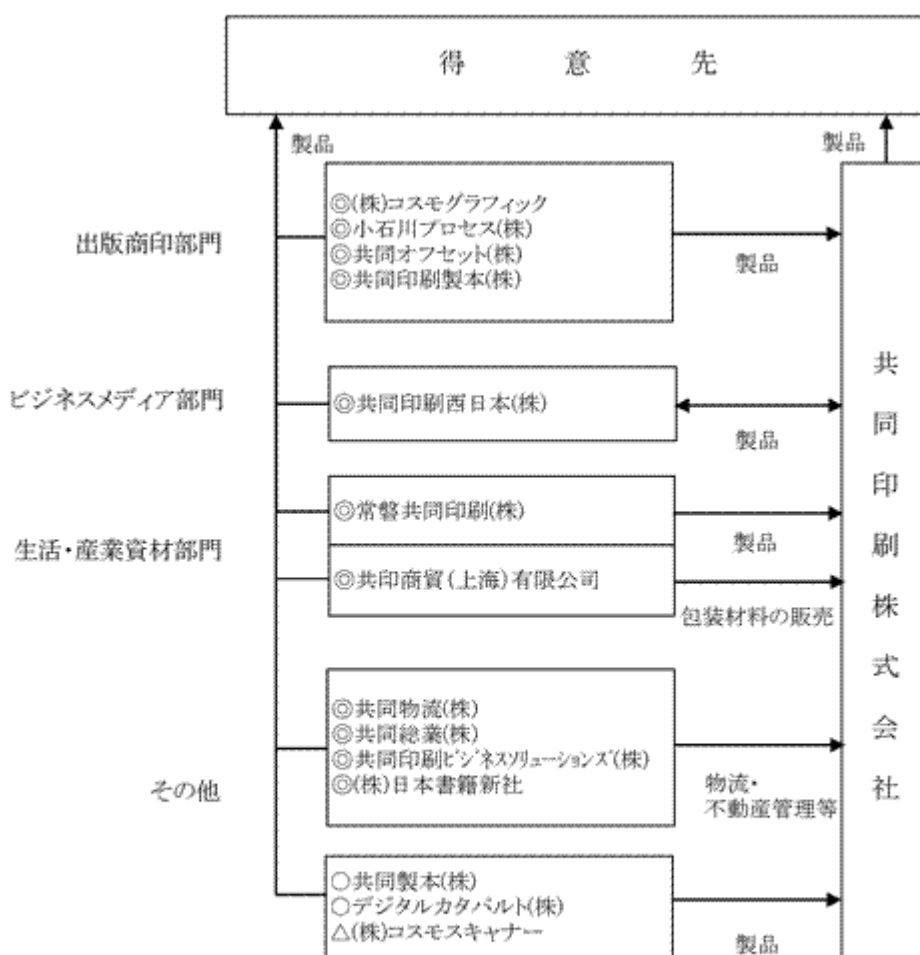 得意先
製品
製品
出版商印部門
◎(株)コスモグラフィック
◎小石川プロセス(株)
◎共同オフセット(株)
◎共同印刷製本(株)
製品
ビジネスメディア部門
◎共同印刷西日本(株)
製品
生活・産業資材部門
◎常磐共同印刷(株)
製品
◎共印商貿(上海)有限公司
包装材料の販売
その他
◎共同物流(株)
◎共同総業(株)
◎共同印刷ビジネスソリューションズ(株)
◎(株)日本書籍新社
物流・
不動産管理等
○共同製本(株)
○デジタルカタパルト(株)
△(株)コスモスキャナー
製品
共同印刷株式会社